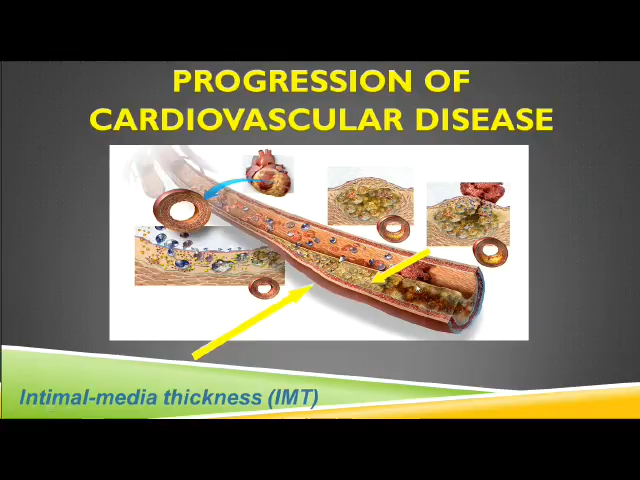 PROGRESSION OF
CARDIOVASCULAR DISEASE
Intimal-media thickness (IMT)